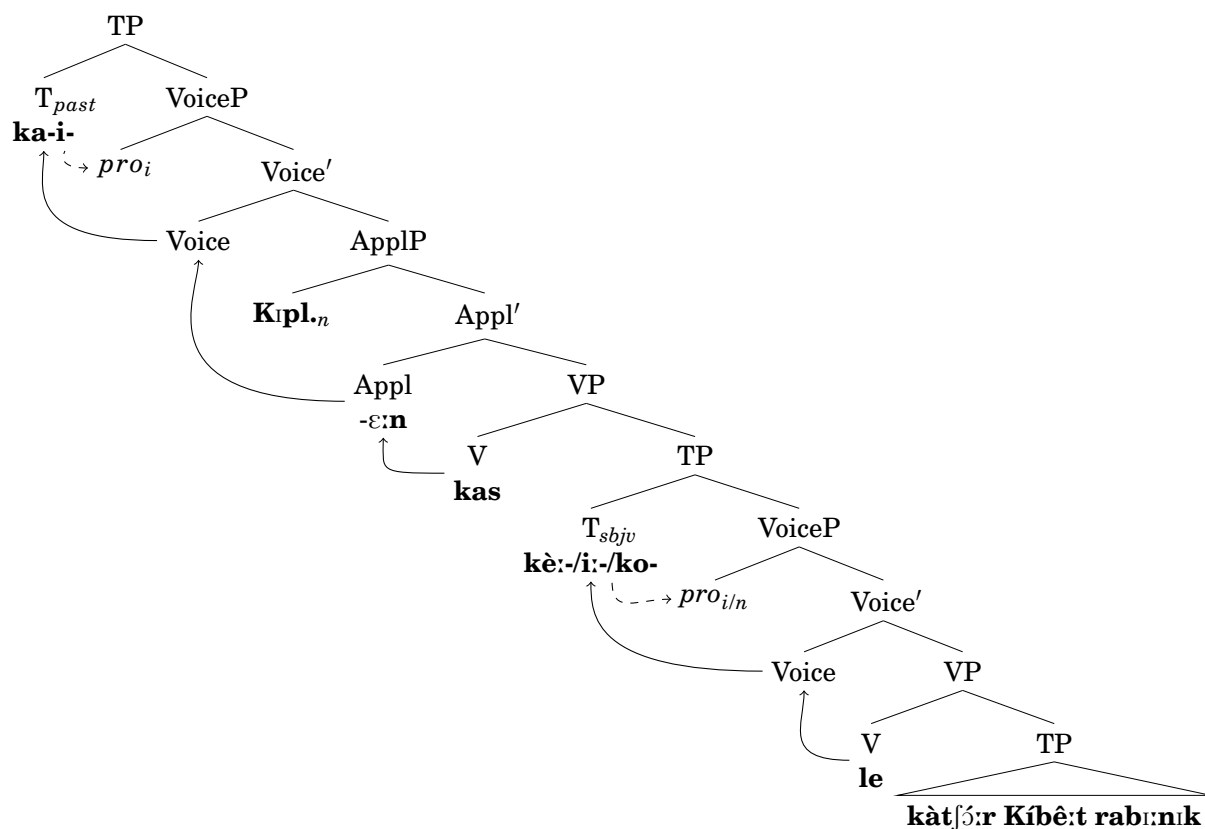 TP
T_past VoiceP
ka-i-
pro_i Voice′
Voice ApplP
Kɪpl._n Appl′
Appl VP
-ɛːn
V TP
kas
T_sbjv VoiceP
kèː-/iː-/ko-
pro_i/n Voice′
Voice VP
V TP
le
kàtʃɔ́ːr Kíbêːt rabɪːnɪk